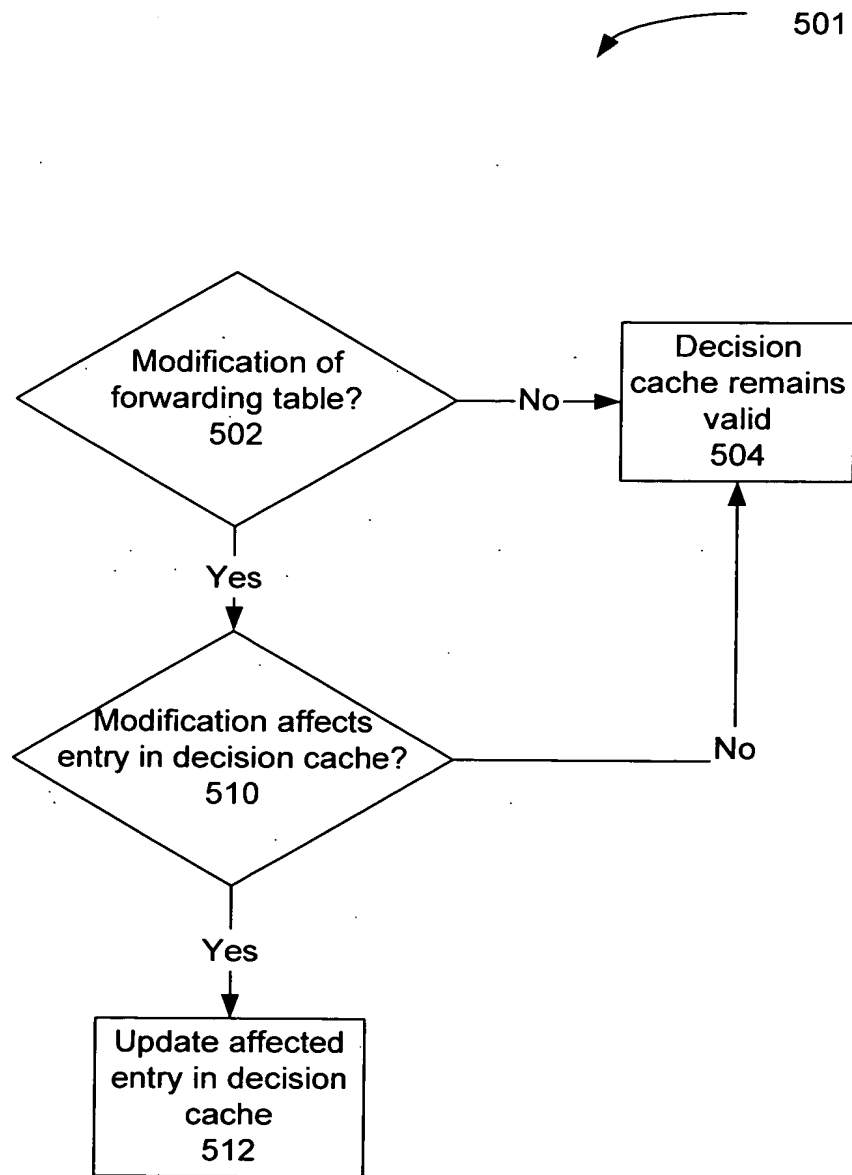 501
Modification of
forwarding table?
502
No
Decision
cache remains
valid
504
Yes
Modification affects
entry in decision cache?
510
No
Yes
Update affected
entry in decision
cache
512